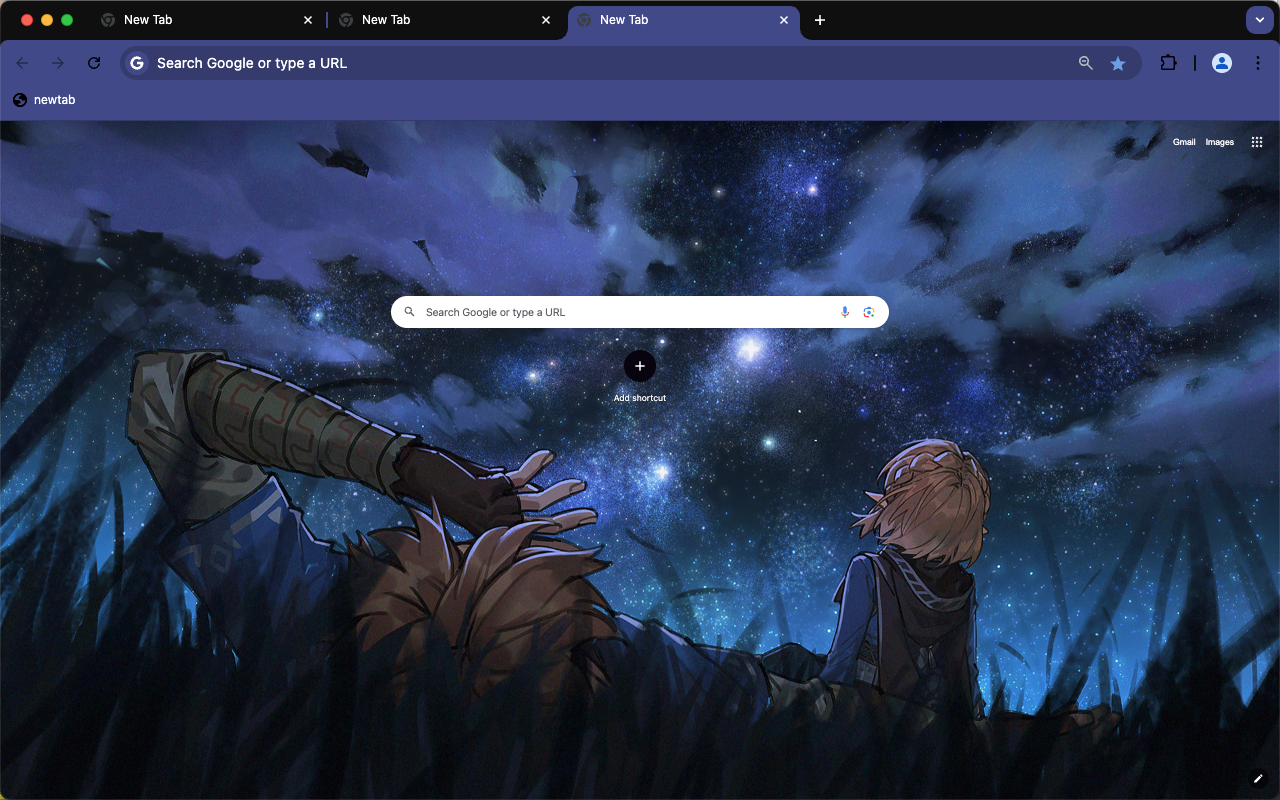 New Tab
New Tab
New Tab
Search Google or type a URL
newtab
Gmail Images
Search Google or type a URL
Add shortcut